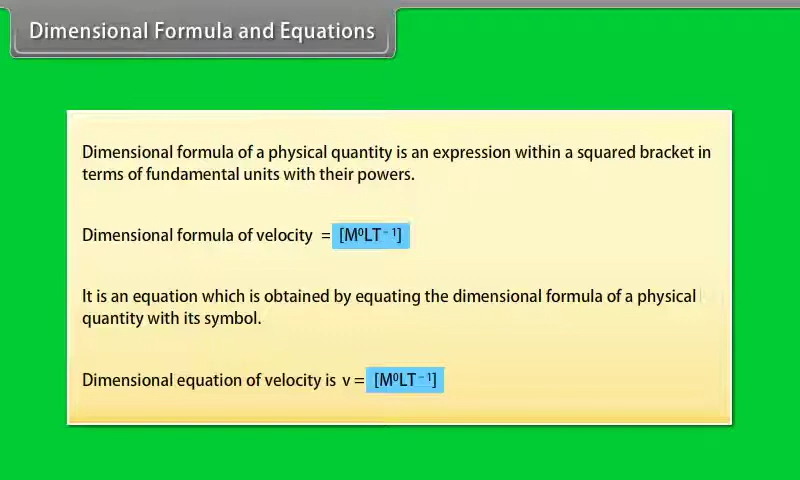 Dimensional Formula and Equations
Dimensional formula of a physical quantity is an expression within a squared bracket in
terms of fundamental units with their powers.
Dimensional formula of velocity = [M⁰LT⁻¹]
It is an equation which is obtained by equating the dimensional formula of a physical
quantity with its symbol.
Dimensional equation of velocity is v = [M⁰LT⁻¹]